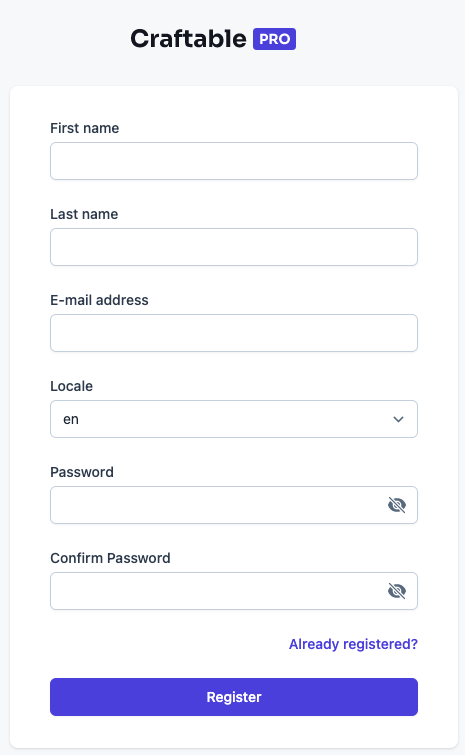 Craftable PRO
First name
Last name
E-mail address
Locale
en
Password
Confirm Password
Already registered?
Register